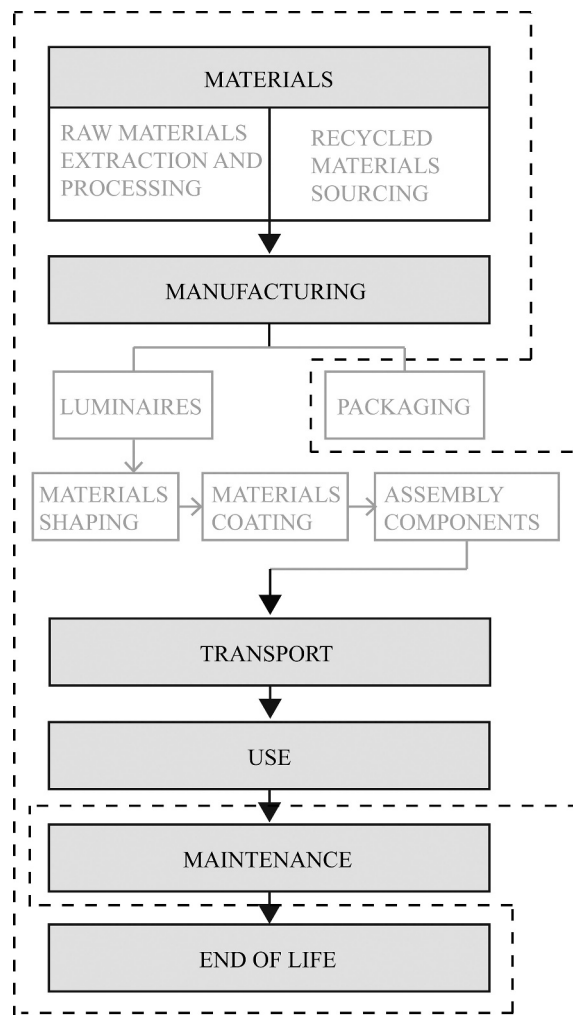 MATERIALS
RAW MATERIALS
EXTRACTION AND
PROCESSING
RECYCLED
MATERIALS
SOURCING
MANUFACTURING
LUMINAIRES
PACKAGING
MATERIALS
SHAPING
MATERIALS
COATING
ASSEMBLY
COMPONENTS
TRANSPORT
USE
MAINTENANCE
END OF LIFE